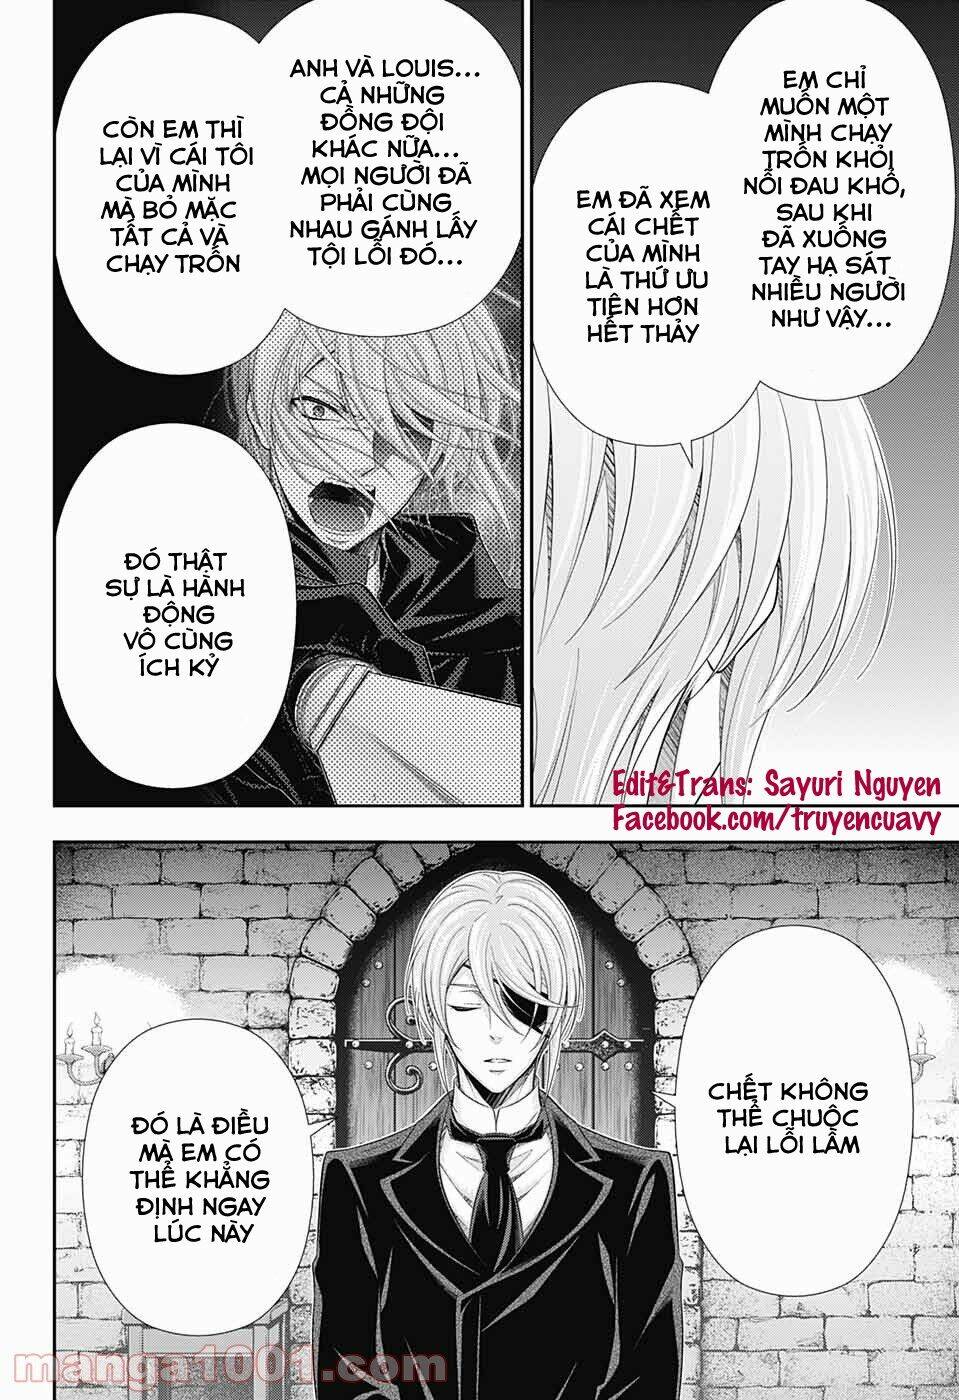 EM CHỈ
MUỐN MỘT
MÌNH CHẠY
TRỐN KHỎI
NỖI ĐAU KHỔ,
SAU KHI
ĐÃ XUỐNG
TAY HẠ SÁT
NHIỀU NGƯỜI
NHƯ VẬY...
EM ĐÃ XEM
CÁI CHẾT
CỦA MÌNH
LÀ THỨ ƯU
TIÊN HƠN
HẾT THẢY
ANH VÀ LOUIS...
CẢ NHỮNG
ĐỒNG ĐỘI
KHÁC NỮA...
MỌI NGƯỜI ĐÃ
PHẢI CÙNG
NHAU GÁNH LẤY
TỘI LỖI ĐÓ...
CÒN EM THÌ
LẠI VÌ CÁI TÔI
CỦA MÌNH
MÀ BỎ MẶC
TẤT CẢ VÀ
CHẠY TRỐN
ĐÓ THẬT
SỰ LÀ HÀNH
ĐỘNG
VÔ CÙNG
ÍCH KỶ
Edit&Trans: Sayuri Nguyen
Facebook.com/truyencuavy
CHẾT KHÔNG
THỂ CHUỘC
LẠI LỖI LẦM
ĐÓ LÀ ĐIỀU
MÀ EM CÓ
THỂ KHẲNG
ĐỊNH NGAY
LÚC NÀY
manga1001.com